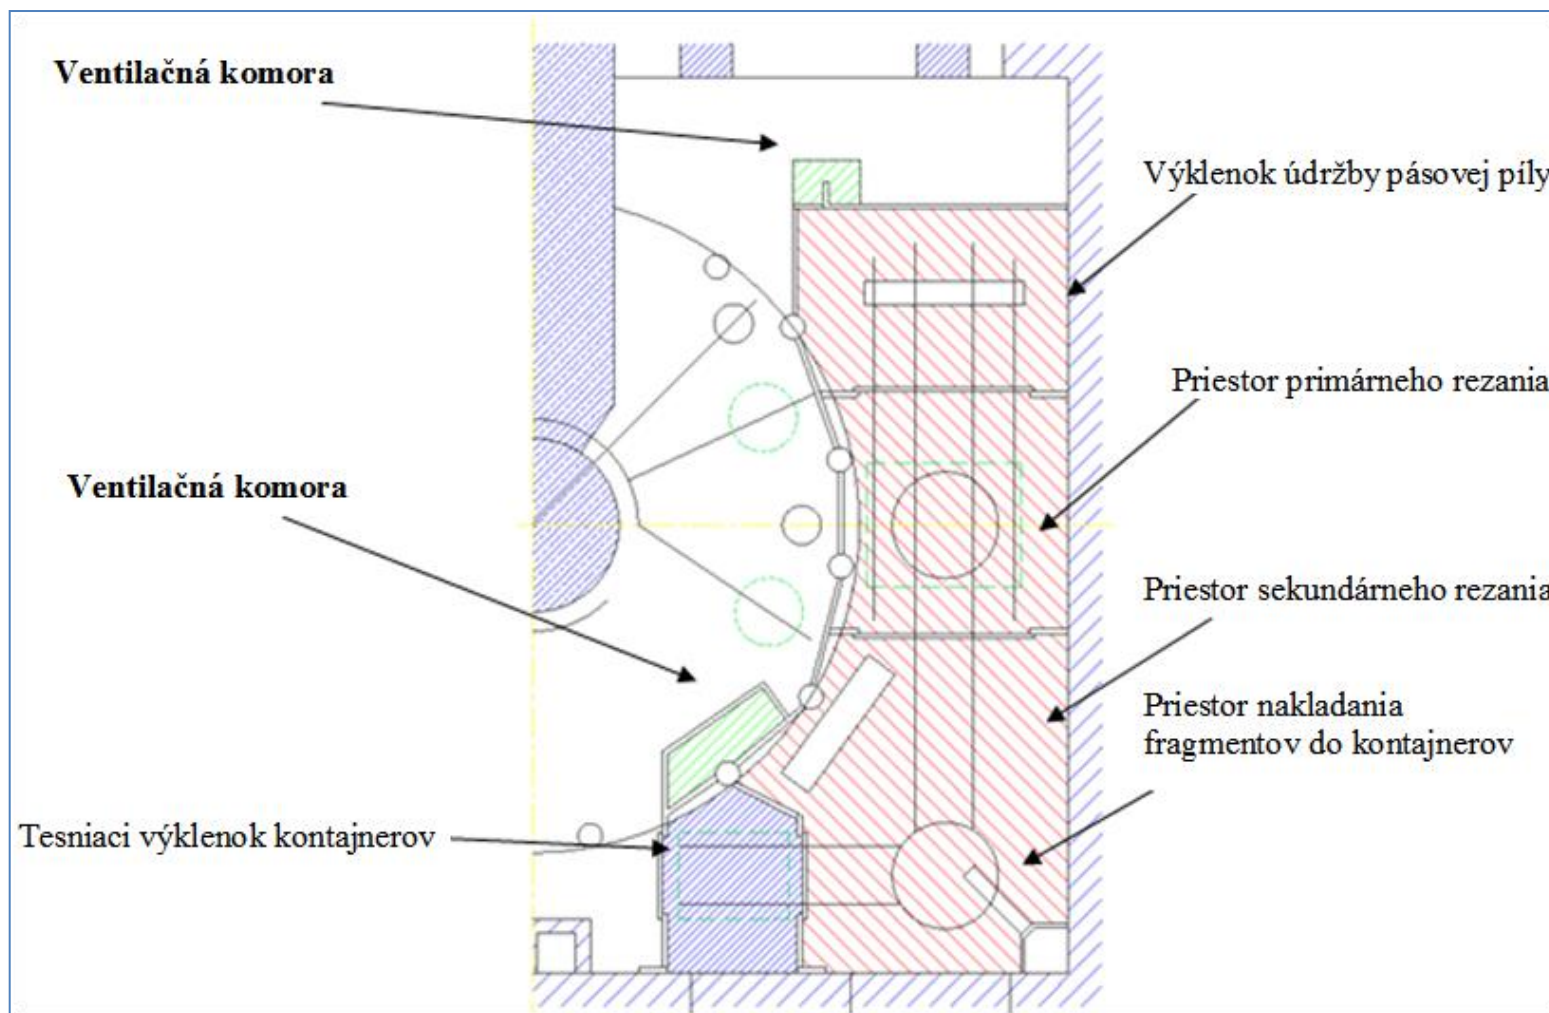 Ventilačná komora
Výklenok údržby pásovej píly
Priestor primárneho rezania
Ventilačná komora
Priestor sekundárneho rezania
Priestor nakladania
fragmentov do kontajnerov
Tesniaci výklenok kontajnerov